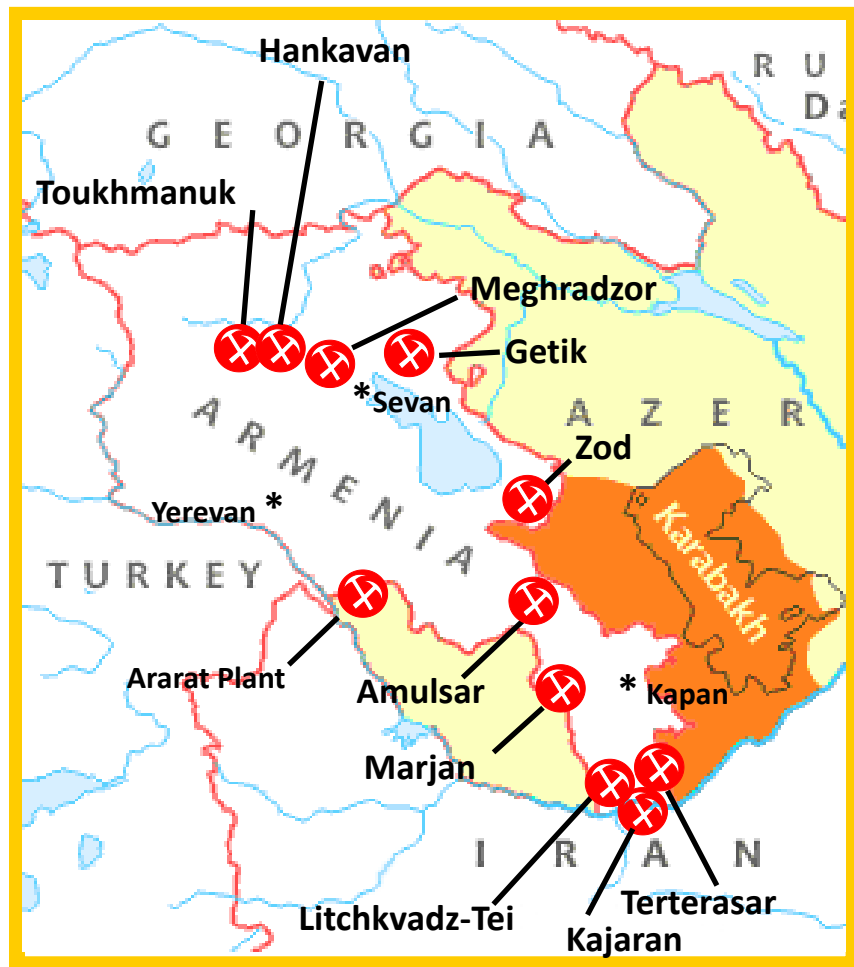 Hankavan
R U
Da
G E O R G I A
Toukhmanuk
Meghradzor
Getik
*Sevan
A Z E R
A R M E N I A
Zod
Yerevan *
Karabakh
T U R K E Y
Ararat Plant
Amulsar
* Kapan
Marjan
I R A N
Litchkvadz-Tei
Terterasar
Kajaran